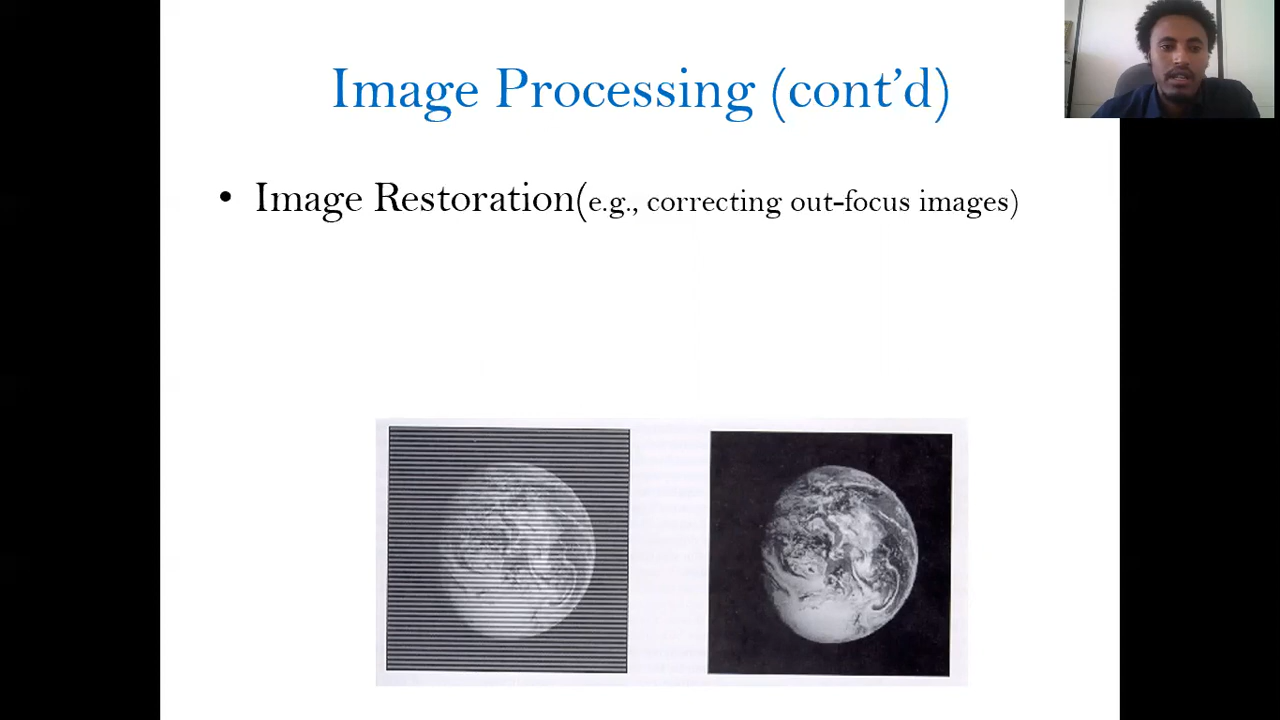 Image Processing (cont’d)
• Image Restoration(e.g., correcting out-focus images)